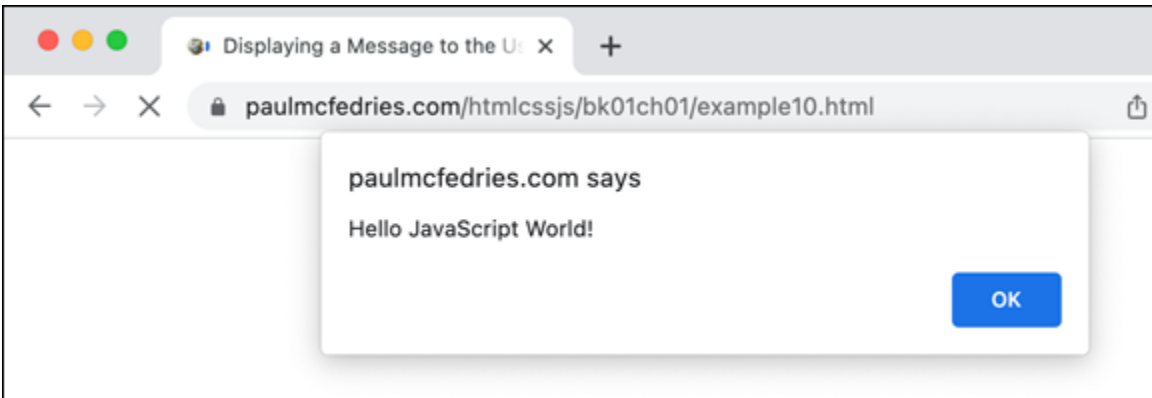 Displaying a Message to the Us
paulmcfedries.com/htmlcssjs/bk01ch01/example10.html
paulmcfedries.com says
Hello JavaScript World!
OK